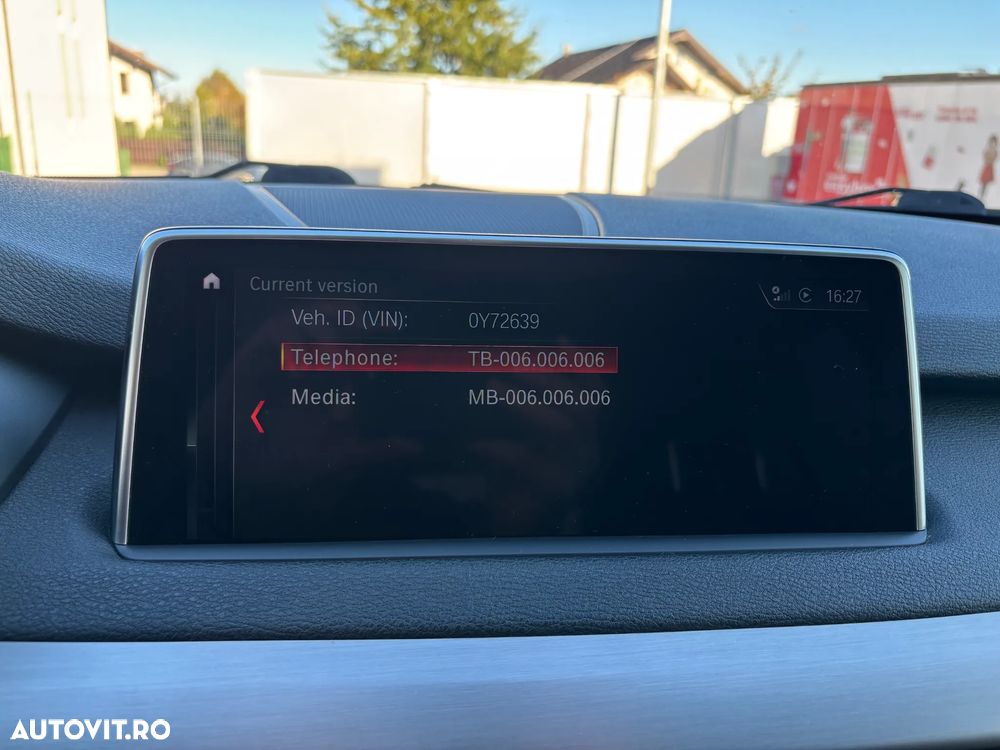 Current version
16:27
Veh. ID (VIN): 0Y72639
Telephone: TB-006.006.006
Media: MB-006.006.006
AUTOVIT.RO